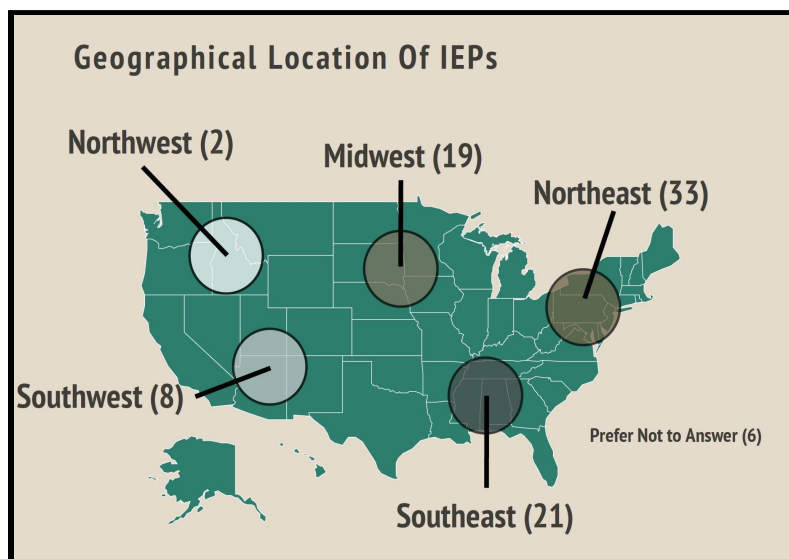 Geographical Location Of IEPs
Northwest (2)
Midwest (19)
Northeast (33)
Southwest (8)
Prefer Not to Answer (6)
Southeast (21)